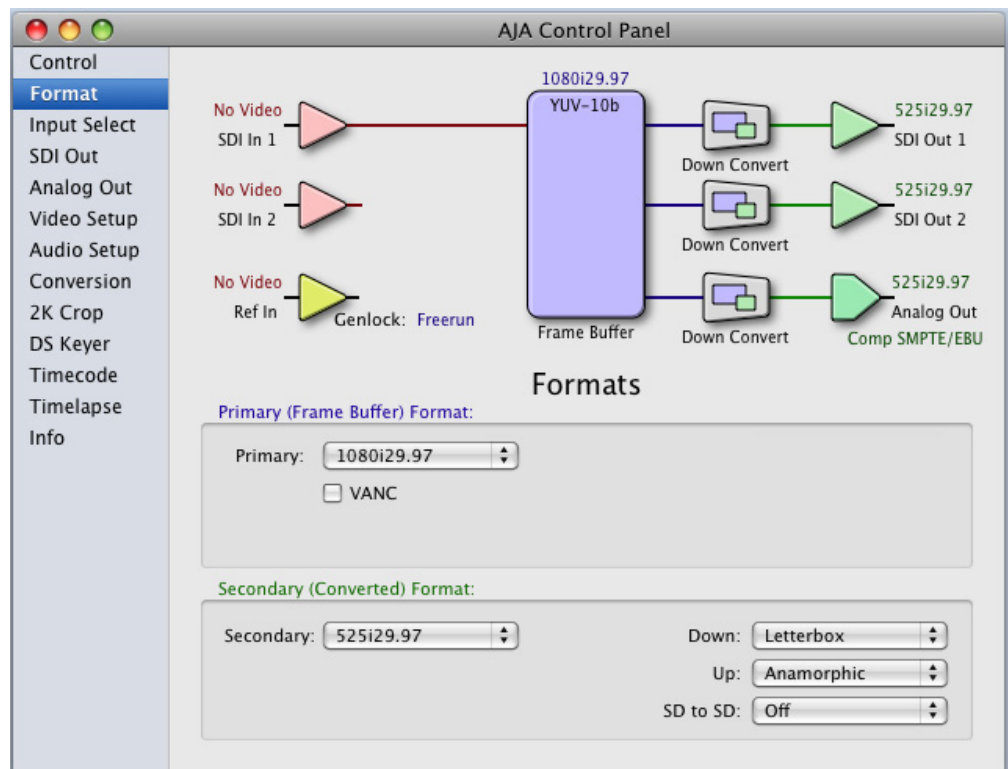 AJA Control Panel
Control
Format
Input Select
SDI Out
Analog Out
Video Setup
Audio Setup
Conversion
2K Crop
DS Keyer
Timecode
Timelapse
Info
1080i29.97
YUV-10b
No Video
SDI In 1
Down Convert
525i29.97
SDI Out 1
No Video
SDI In 2
Down Convert
525i29.97
SDI Out 2
No Video
Ref In
Genlock: Freerun
Frame Buffer
Down Convert
525i29.97
Analog Out
Comp SMPTE/EBU
Formats
Primary (Frame Buffer) Format:
Primary: 1080i29.97
VANC
Secondary (Converted) Format:
Secondary: 525i29.97
Down: Letterbox
Up: Anamorphic
SD to SD: Off